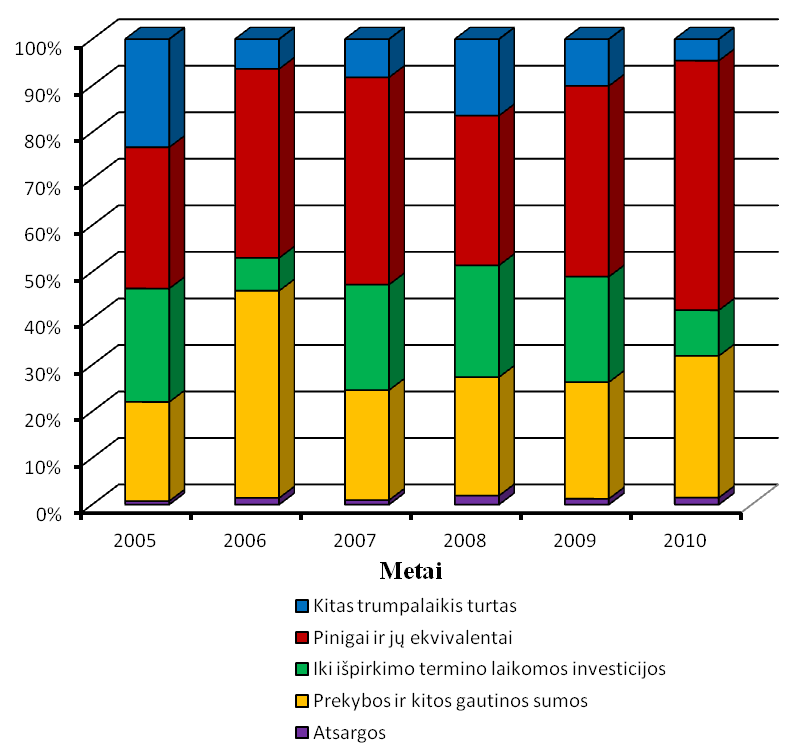 100%
90%
80%
70%
60%
50%
40%
30%
20%
10%
0%
2005 2006 2007 2008 2009 2010
Metai
Kitas trumpalaikis turtas
Pinigai ir jų ekvivalentai
Iki išpirkimo termino laikomos investicijos
Prekybos ir kitos gautinos sumos
Atsargos